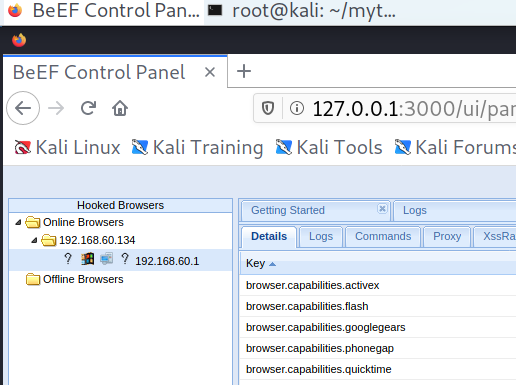 BeEF Control Pan... root@kali: ~/myt...
BeEF Control Panel
127.0.0.1:3000/ui/pan
Kali Linux Kali Training Kali Tools Kali Forums
Hooked Browsers
Getting Started Logs
Online Browsers
Details Logs Commands Proxy XssRa
192.168.60.134
192.168.60.1
Key
Offline Browsers
browser.capabilities.activex
browser.capabilities.flash
browser.capabilities.googlegears
browser.capabilities.phonegap
browser.capabilities.quicktime